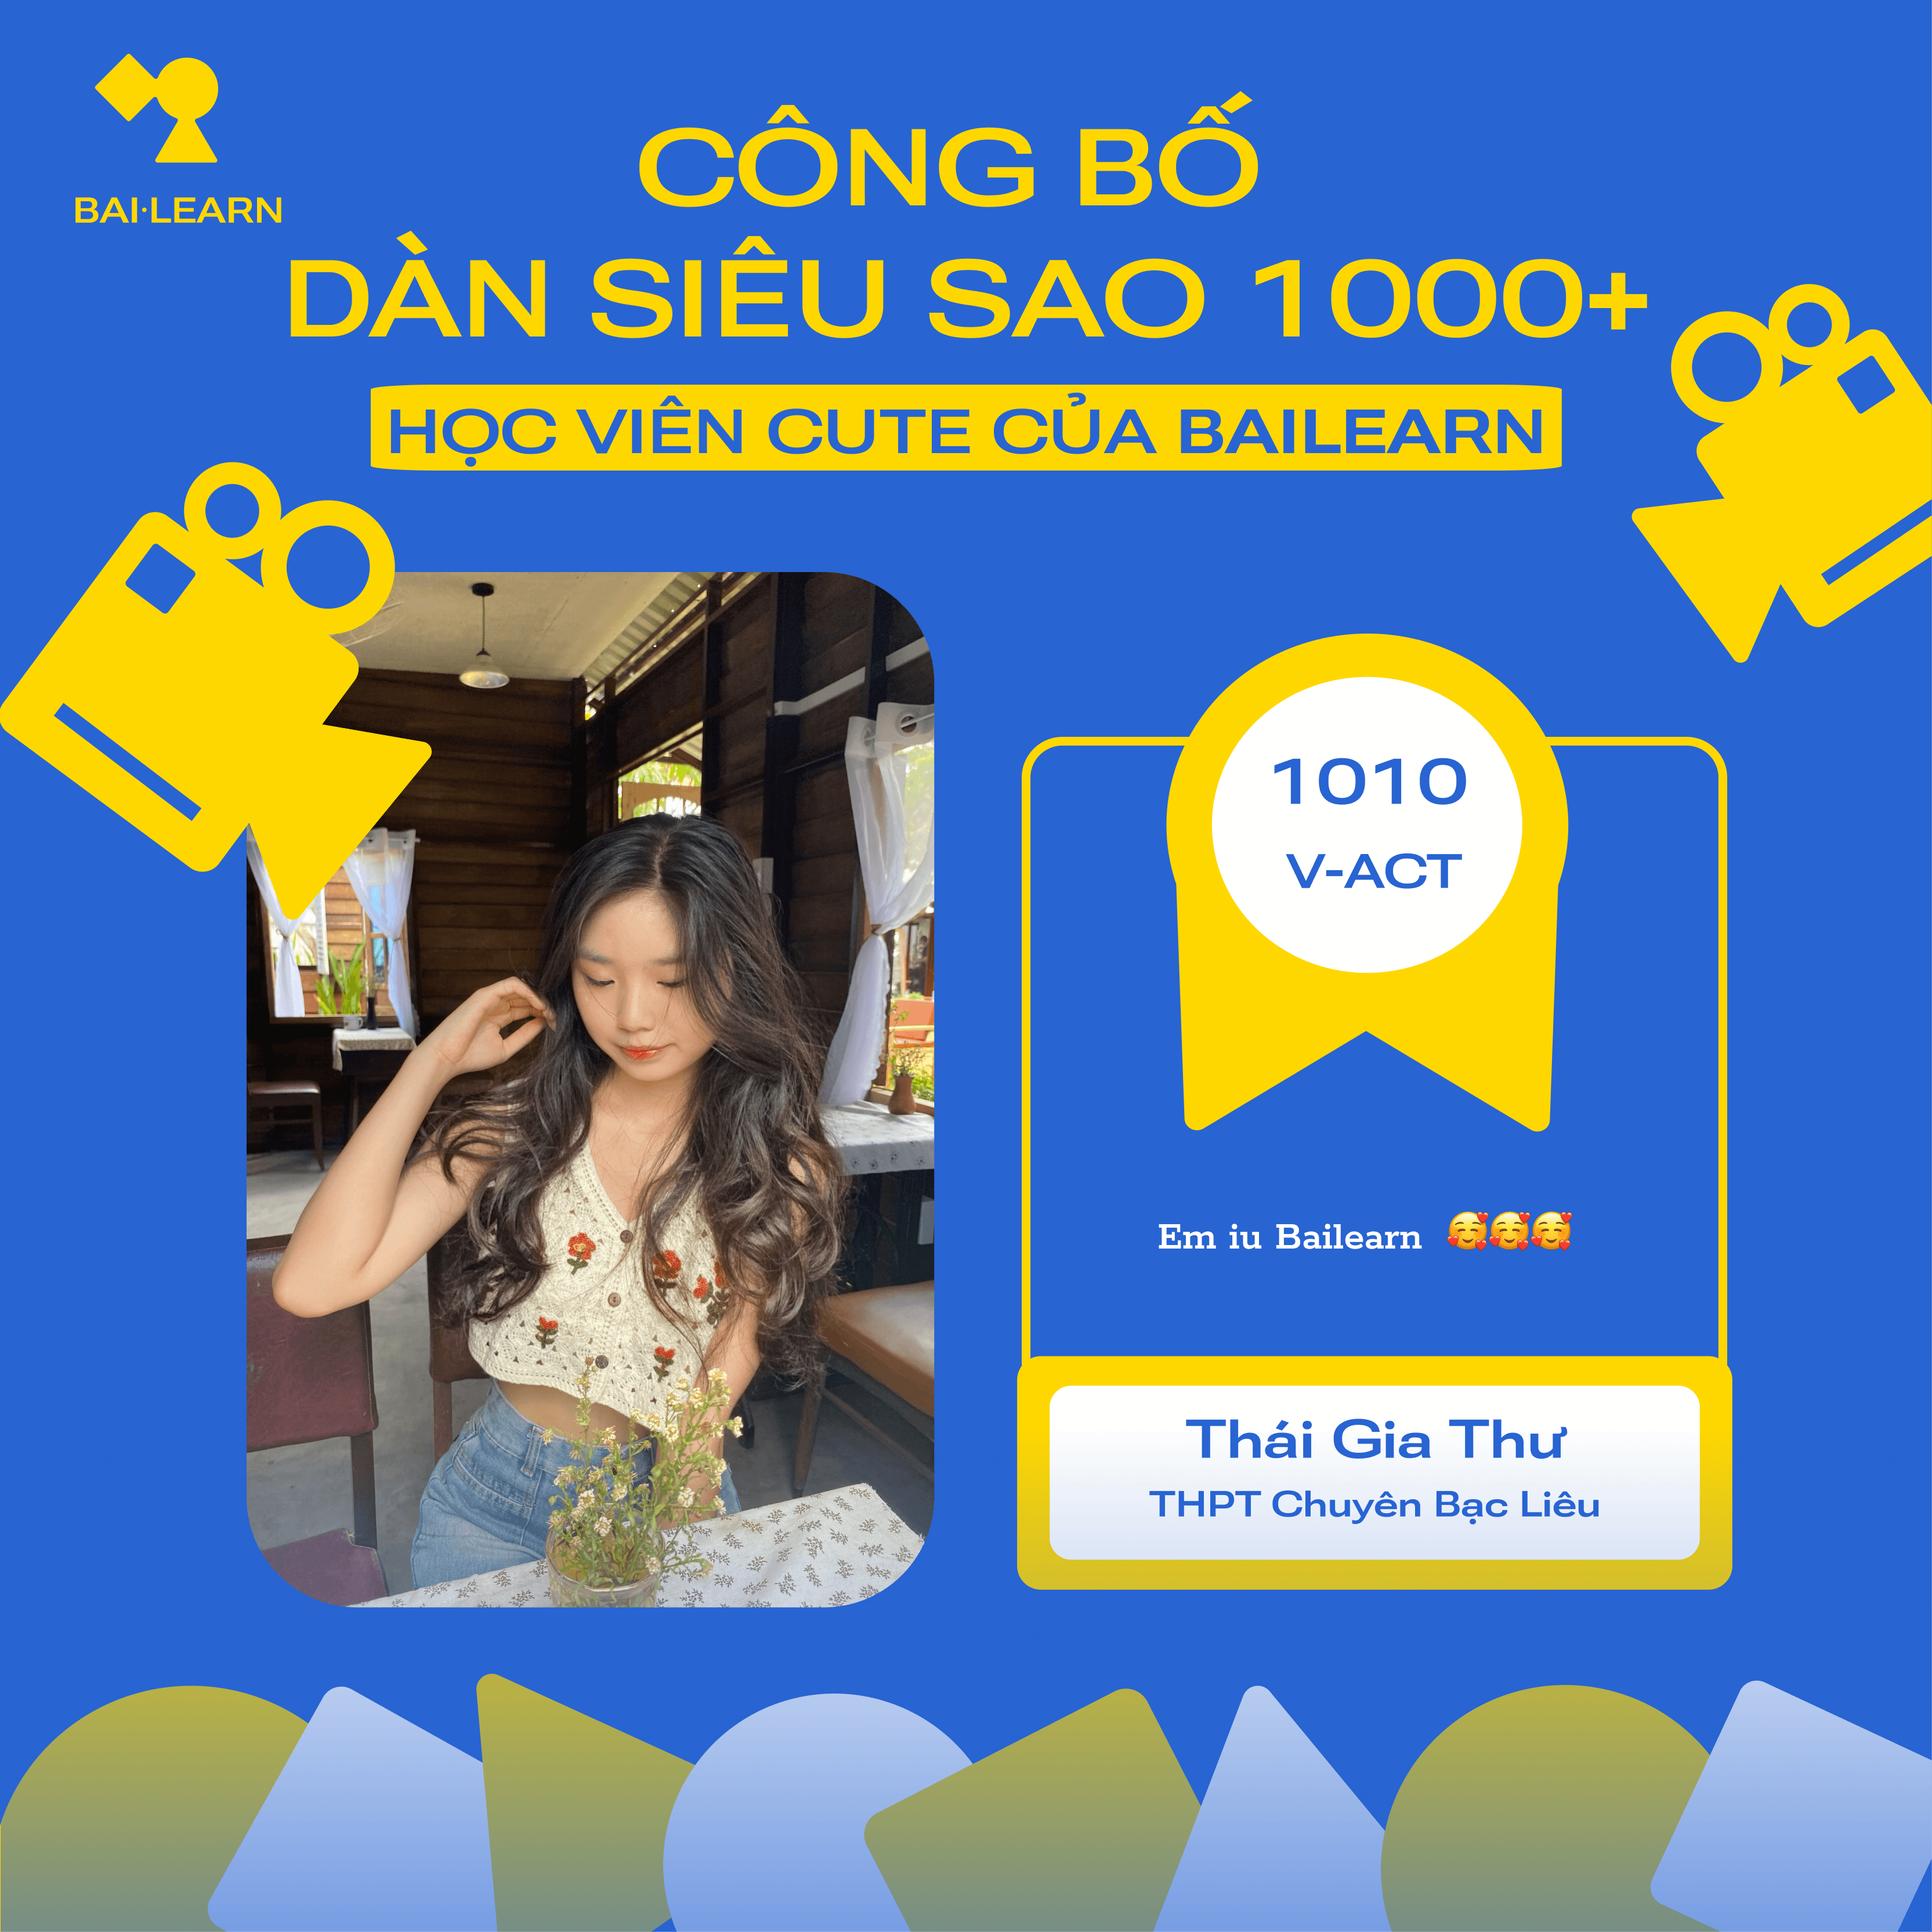 BAI·LEARN
CÔNG BỐ
DÀN SIÊU SAO 1000+
HỌC VIÊN CUTE CỦA BAILEARN
1010
V-ACT
Em iu Bailearn 🥰🥰🥰
Thái Gia Thư
THPT Chuyên Bạc Liêu